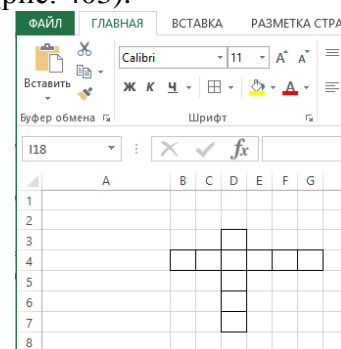 (рис. 403).
ФАЙЛ ГЛАВНАЯ ВСТАВКА РАЗМЕТКА СТРА
Calibri 11 A A
Вставить Ж К Ч A
Буфер обмена Шрифт
I18 fx
A B C D E F G
1
2
3
4
5
6
7
8